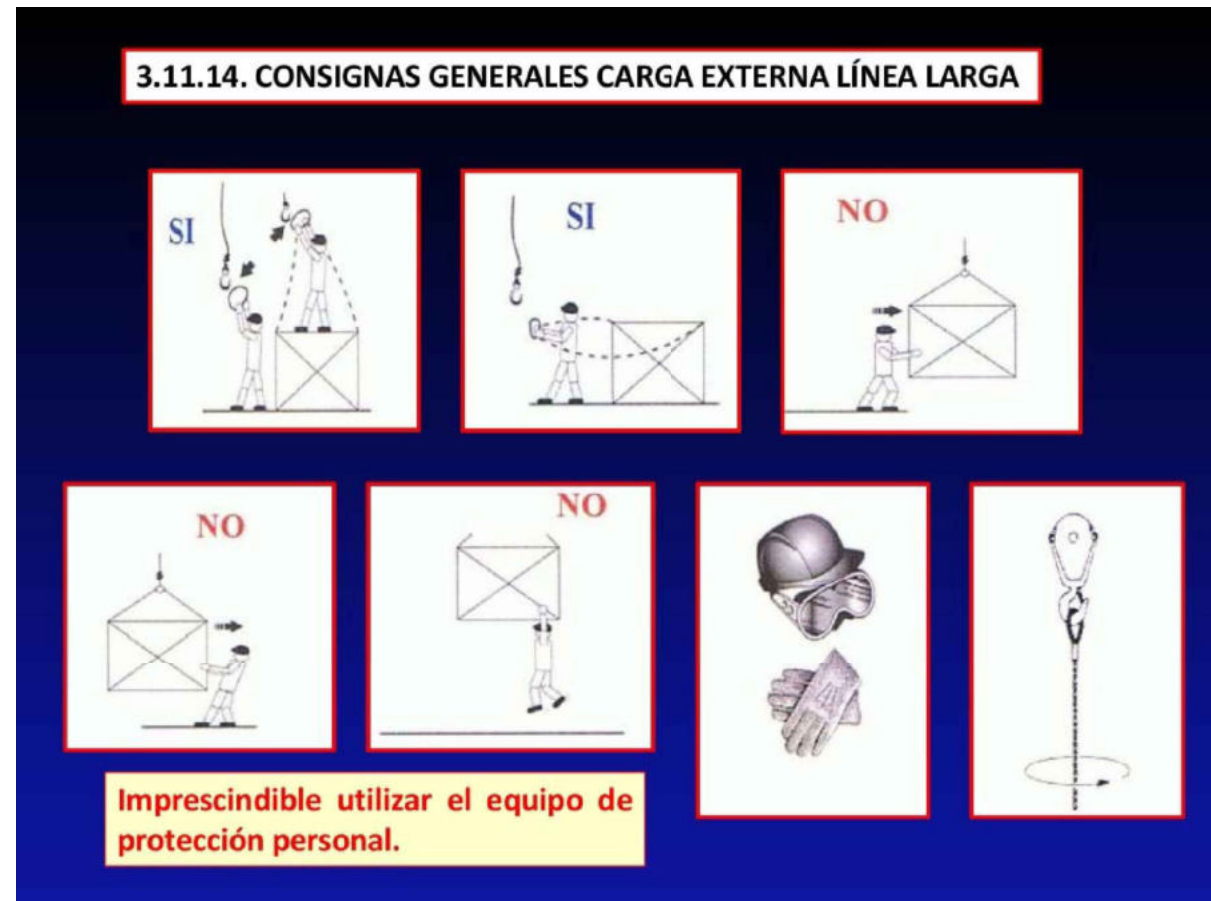 3.11.14. CONSIGNAS GENERALES CARGA EXTERNA LÍNEA LARGA
SI
SI
NO
NO
NO
Imprescindible utilizar el equipo de
protección personal.